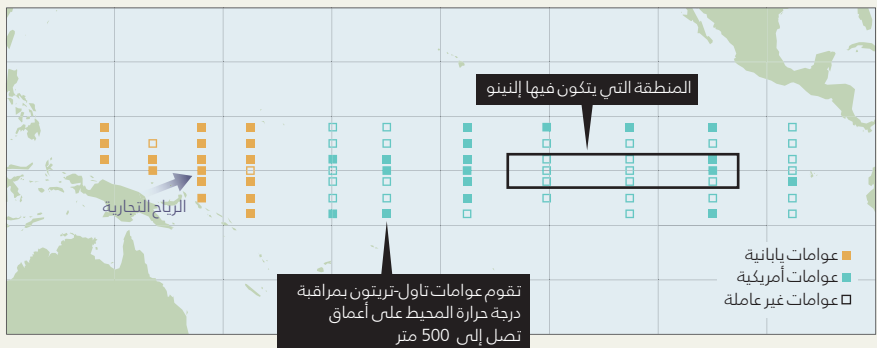 المنطقة التي يتكون فيها إلنينو
الرياح التجارية
تقوم عوامات تاول-تريتون بمراقبة
درجة حرارة المحيط على أعماق
تصل إلى 500 متر
عوامات يابانية
عوامات أمريكية
عوامات غير عاملة